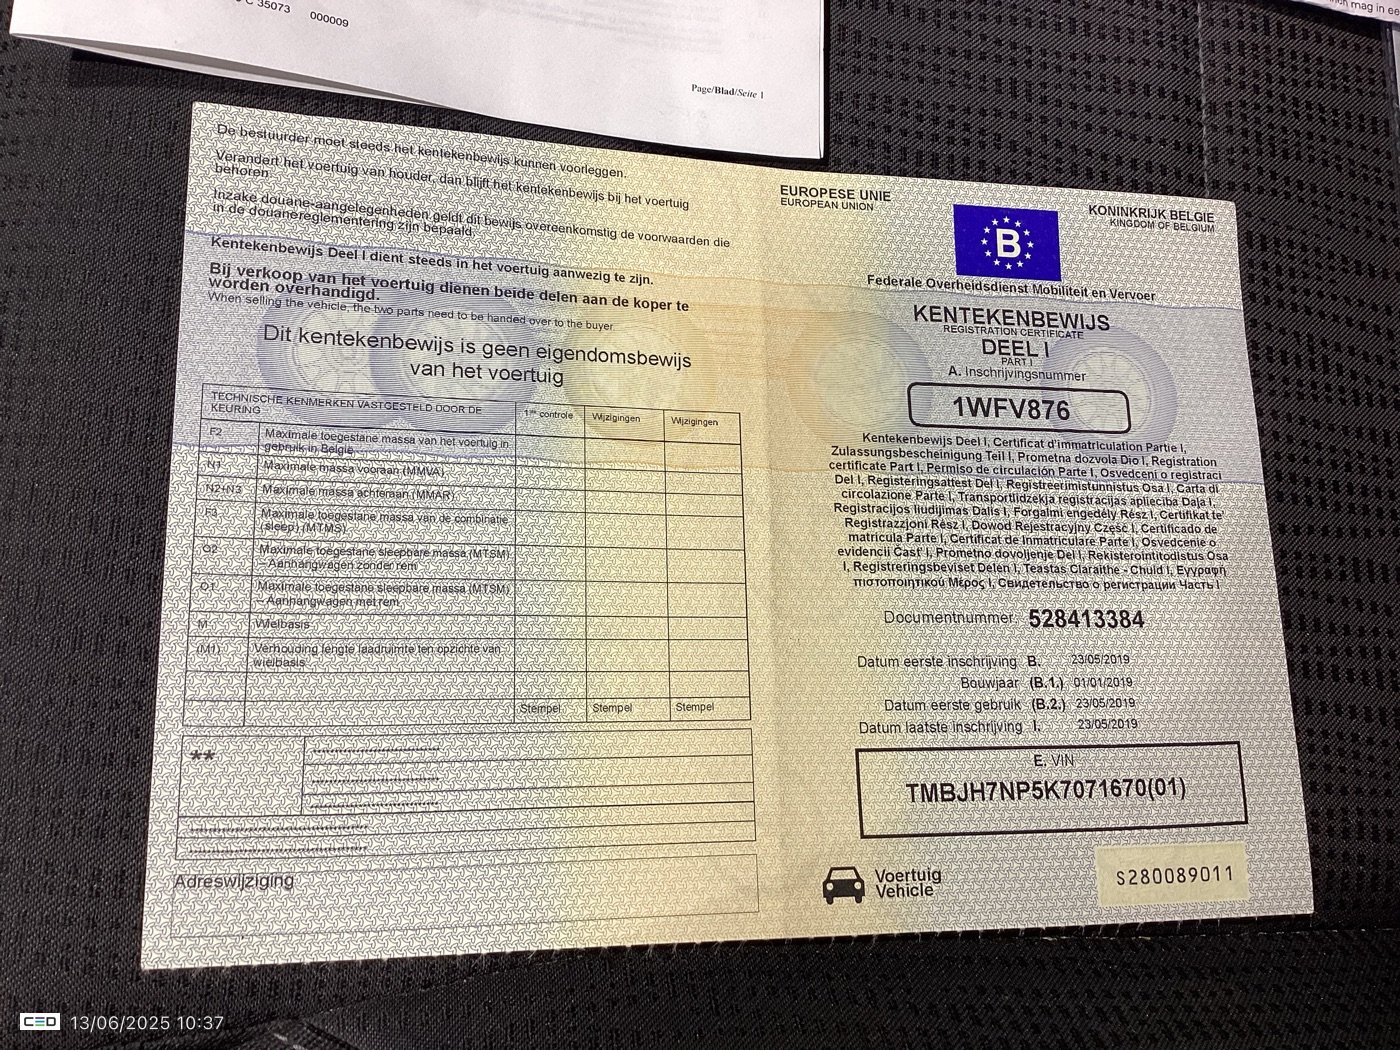 C 35073 000009
Page/Blad/Seite 1
mag in ee
De bestuurder moet steeds het kentekenbewijs kunnen voorleggen.
Verandert het voertuig van houder, dan blijft het kentekenbewijs bij het voertuig
behoren.
Inzake douane-aangelegenheden geldt dit bewijs overeenkomstig de voorwaarden die
in de douanereglementering zijn bepaald.
Kentekenbewijs Deel I dient steeds in het voertuig aanwezig te zijn.
Bij verkoop van het voertuig dienen beide delen aan de koper te
worden overhandigd.
When selling the vehicle, the two parts need to be handed over to the buyer
Dit kentekenbewijs is geen eigendomsbewijs
van het voertuig
TECHNISCHE KENMERKEN VASTGESTELD DOOR DE
KEURING
1ste controle
Wijzigingen
Wijzigingen
F2 Maximale toegestane massa van het voertuig in
gebruik in België
N1 Maximale massa vooraan (MMVA)
N2+N3 Maximale massa achteraan (MMAR)
F3 Maximale toegestane massa van de combinatie
(sleep) (MTMS)
O2 Maximale toegestane sleepbare massa (MTSM)
– Aanhangwagen zonder rem
O1 Maximale toegestane sleepbare massa (MTSM)
– Aanhangwagen met rem
M Wielbasis
(M1) Verhouding lengte laadruimte ten opzichte van
wielbasis
Stempel Stempel Stempel
**
Adreswijziging
EUROPESE UNIE
EUROPEAN UNION
B
KONINKRIJK BELGIE
KINGDOM OF BELGIUM
Federale Overheidsdienst Mobiliteit en Vervoer
KENTEKENBEWIJS
REGISTRATION CERTIFICATE
DEEL I
PART I
A. Inschrijvingsnummer
1WFV876
Kentekenbewijs Deel I, Certificat d'immatriculation Partie I,
Zulassungsbescheinigung Teil I, Prometna dozvola Dio I, Registration
certificate Part I, Permiso de circulación Parte I, Osvedceni o registraci
Del I, Registeringsattest Del I, Registreerimistunnistus Osa I, Carta di
circolazione Parte I, Transportlidzekja registracijas aplieciba Daja I,
Registracijos liudijimas Dalis I, Forgalmi engedély Rész I, Certifikat te'
Registrazzjoni Rész I, Dowod Rejestracyjny Część I, Certificado de
matricula Parte I, Certificat de Inmatriculare Parte I, Osvedcenie o
evidencii Cast' I, Prometno dovoljenje Del I, Rekisterointitodistus Osa
I, Registreringsbeviset Delen I, Teastas Claraithe - Chuid I, Εγγραφή
πιστοποιητικού Μέρος I, Свидетельство о регистрации Часть I
Documentnummer: 528413384
Datum eerste inschrijving B. 23/05/2019
Bouwjaar (B.1.) 01/01/2019
Datum eerste gebruik (B.2.) 23/05/2019
Datum laatste inschrijving I. 23/05/2019
E. VIN
TMBJH7NP5K7071670(01)
Voertuig
Vehicle
S280089011
CED 13/06/2025 10:37